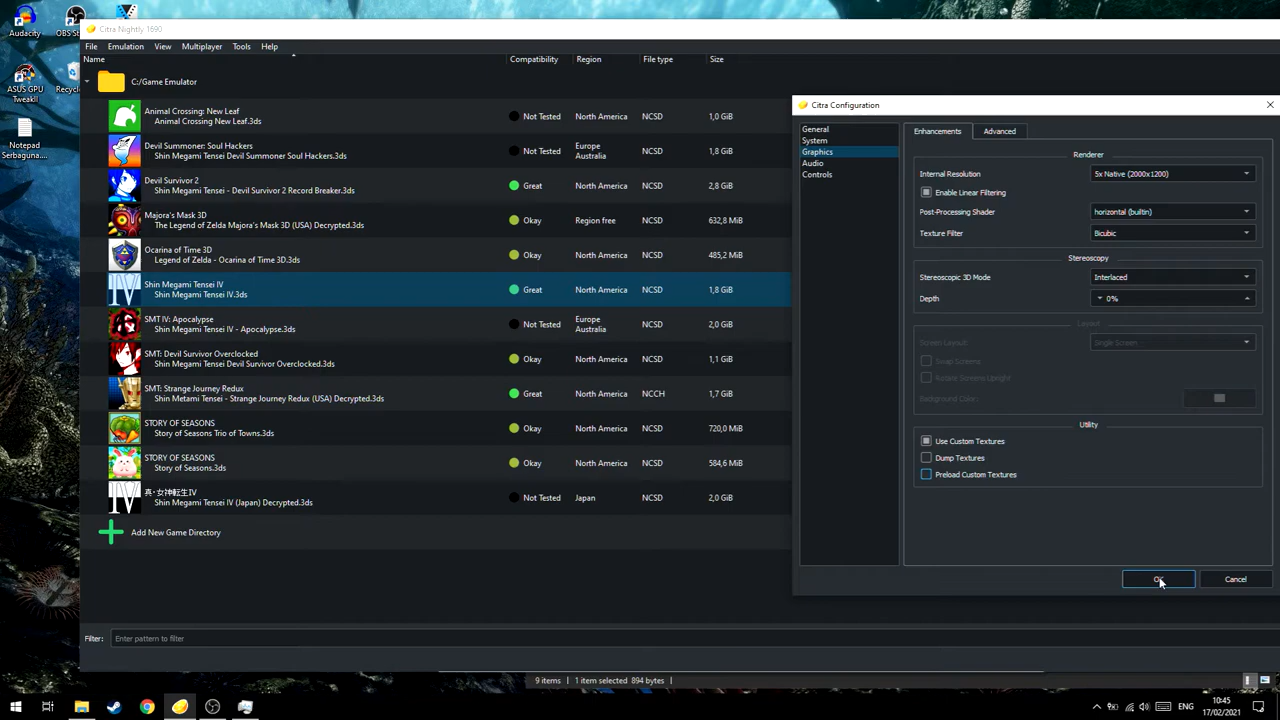 Audacity
OBS St...
ASUS GPU
TweakII
Recycl...
Notepad
Serbaguna...
Citra Nightly 1690
File Emulation View Multiplayer Tools Help
Name Compatibility Region File type Size
C:/Game Emulator
Animal Crossing: New Leaf
Animal Crossing New Leaf.3ds
Not Tested North America NCSD 1,0 GiB
Devil Summoner: Soul Hackers
Shin Megami Tensei Devil Summoner Soul Hackers.3ds
Not Tested Europe Australia NCSD 1,8 GiB
Devil Survivor 2
Shin Megami Tensei - Devil Survivor 2 Record Breaker.3ds
Great North America NCSD 2,8 GiB
Majora's Mask 3D
The Legend of Zelda Majora's Mask 3D (USA) Decrypted.3ds
Okay Region free NCSD 632,8 MiB
Ocarina of Time 3D
Legend of Zelda - Ocarina of Time 3D.3ds
Okay North America NCSD 485,2 MiB
Shin Megami Tensei IV
Shin Megami Tensei IV.3ds
Great North America NCSD 1,8 GiB
SMT IV: Apocalypse
Shin Megami Tensei IV - Apocalypse.3ds
Not Tested Europe Australia NCSD 2,0 GiB
SMT: Devil Survivor Overclocked
Shin Megami Tensei Devil Survivor Overclocked.3ds
Okay North America NCSD 1,1 GiB
SMT: Strange Journey Redux
Shin Metami Tensei - Strange Journey Redux (USA) Decrypted.3ds
Great North America NCCH 1,7 GiB
STORY OF SEASONS
Story of Seasons Trio of Towns.3ds
Okay North America NCSD 720,0 MiB
STORY OF SEASONS
Story of Seasons.3ds
Okay North America NCSD 584,6 MiB
真・女神転生IV
Shin Megami Tensei IV (Japan) Decrypted.3ds
Not Tested Japan NCSD 2,0 GiB
Add New Game Directory
Filter: Enter pattern to filter
9 items 1 item selected 894 bytes
Citra Configuration
General
System
Graphics
Audio
Controls
Enhancements Advanced
Renderer
Internal Resolution 5x Native (2000x1200)
Enable Linear Filtering
Post-Processing Shader horizontal (builtin)
Texture Filter Bicubic
Stereoscopy
Stereoscopic 3D Mode Interlaced
Depth 0%
Layout
Screen Layout: Single Screen
Swap Screens
Rotate Screens Upright
Background Color:
Utility
Use Custom Textures
Dump Textures
Preload Custom Textures
OK Cancel
ENG
10:45
17/02/2021